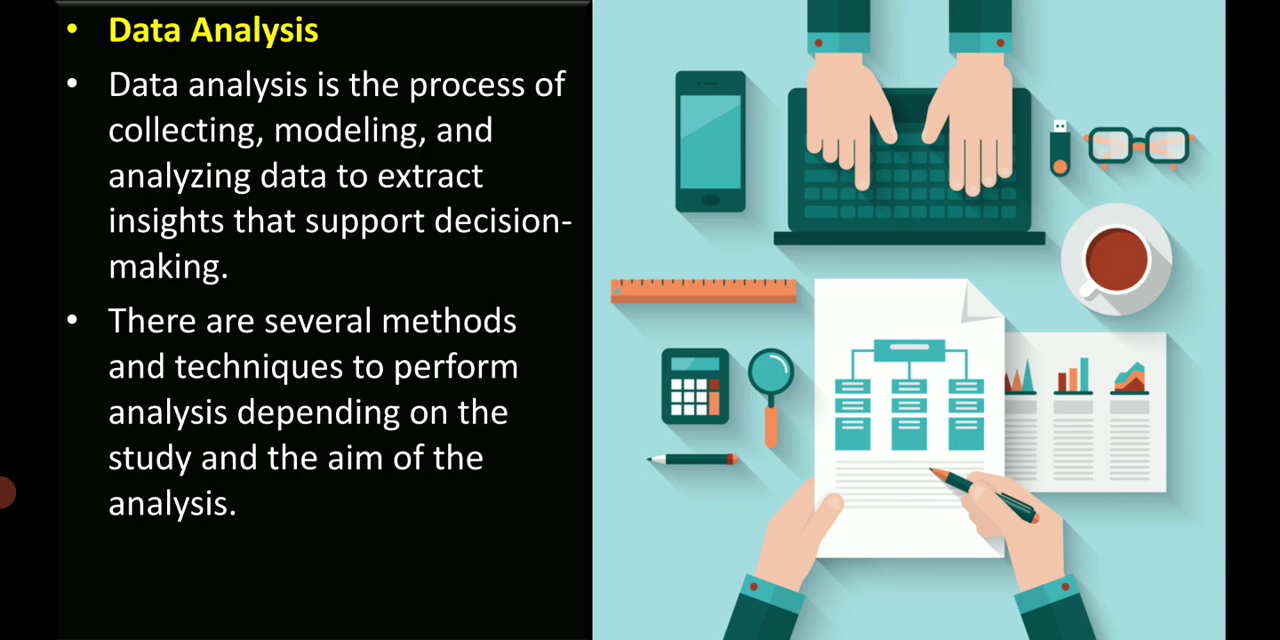 • Data Analysis
• Data analysis is the process of
collecting, modeling, and
analyzing data to extract
insights that support decision-
making.
• There are several methods
and techniques to perform
analysis depending on the
study and the aim of the
analysis.